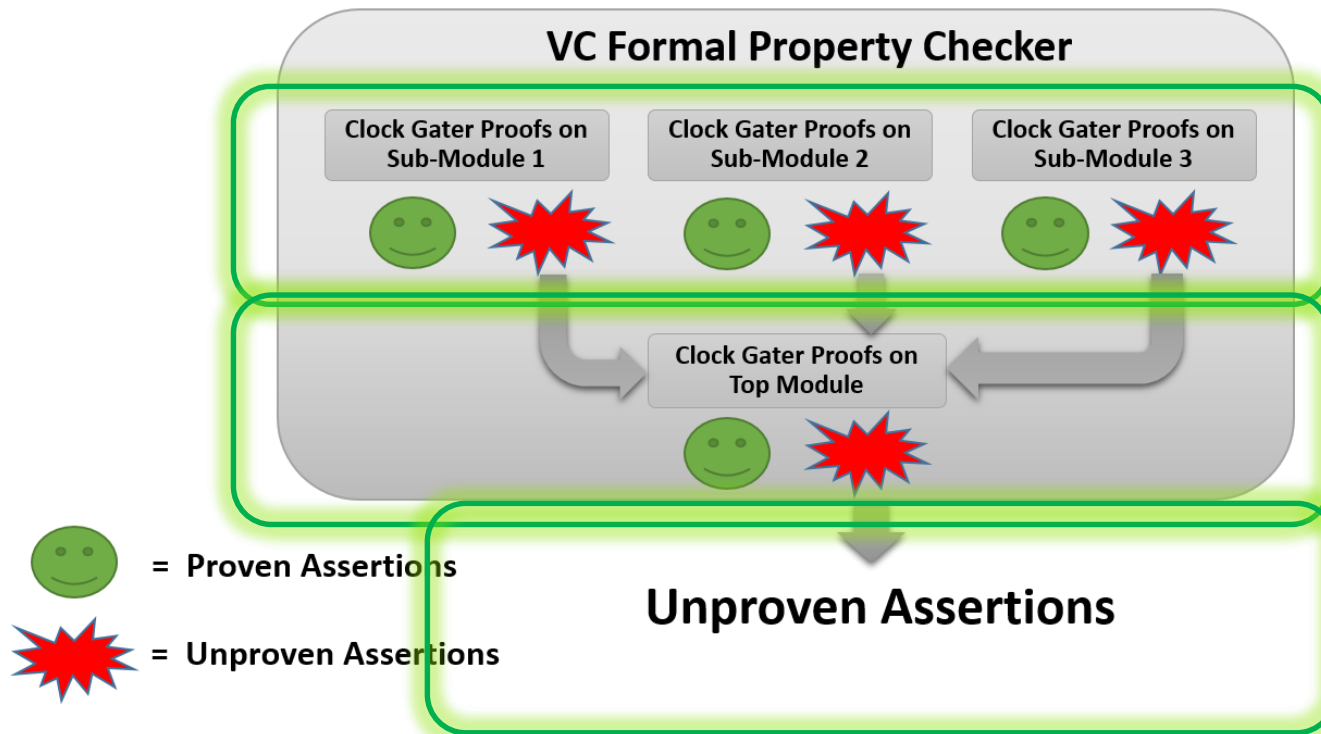 VC Formal Property Checker
Clock Gater Proofs on
Sub-Module 1
Clock Gater Proofs on
Sub-Module 2
Clock Gater Proofs on
Sub-Module 3
Clock Gater Proofs on
Top Module
= Proven Assertions
Unproven Assertions
= Unproven Assertions